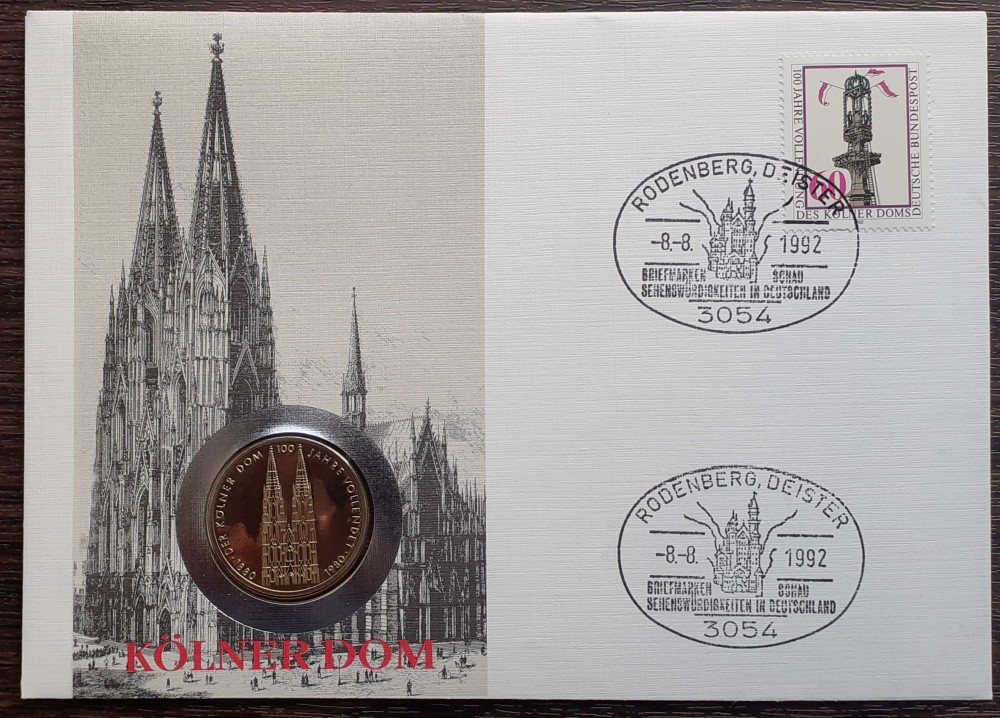 100 JAHRE VOLLENDUNG
DES KÖLNER DOMS
DEUTSCHE BUNDESPOST
60
RODENBERG, DEISTER
-8.-8. 1992
BRIEFMARKEN SCHAU
SEHENSWÜRDIGKEITEN IN DEUTSCHLAND
3054
1880 · DER KÖLNER DOM 100 JAHRE VOLLENDET · 1980
RODENBERG, DEISTER
-8.-8. 1992
BRIEFMARKEN SCHAU
SEHENSWÜRDIGKEITEN IN DEUTSCHLAND
3054
KÖLNER DOM